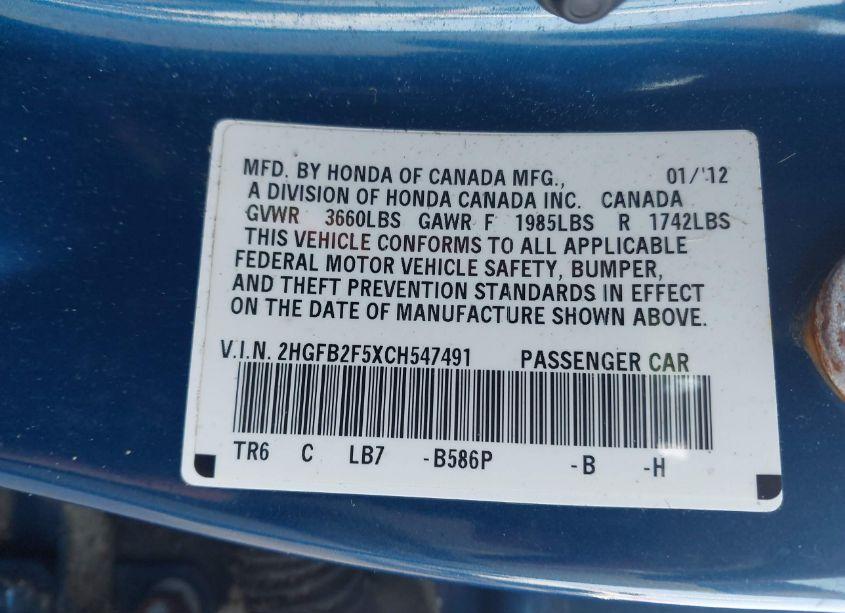 MFD. BY HONDA OF CANADA MFG., 01/'12
A DIVISION OF HONDA CANADA INC. CANADA
GVWR 3660LBS GAWR F 1985LBS R 1742LBS
THIS VEHICLE CONFORMS TO ALL APPLICABLE
FEDERAL MOTOR VEHICLE SAFETY, BUMPER,
AND THEFT PREVENTION STANDARDS IN EFFECT
ON THE DATE OF MANUFACTURE SHOWN ABOVE.
V.I.N. 2HGFB2F5XCH547491 PASSENGER CAR
TR6 C LB7 -B586P -B -H